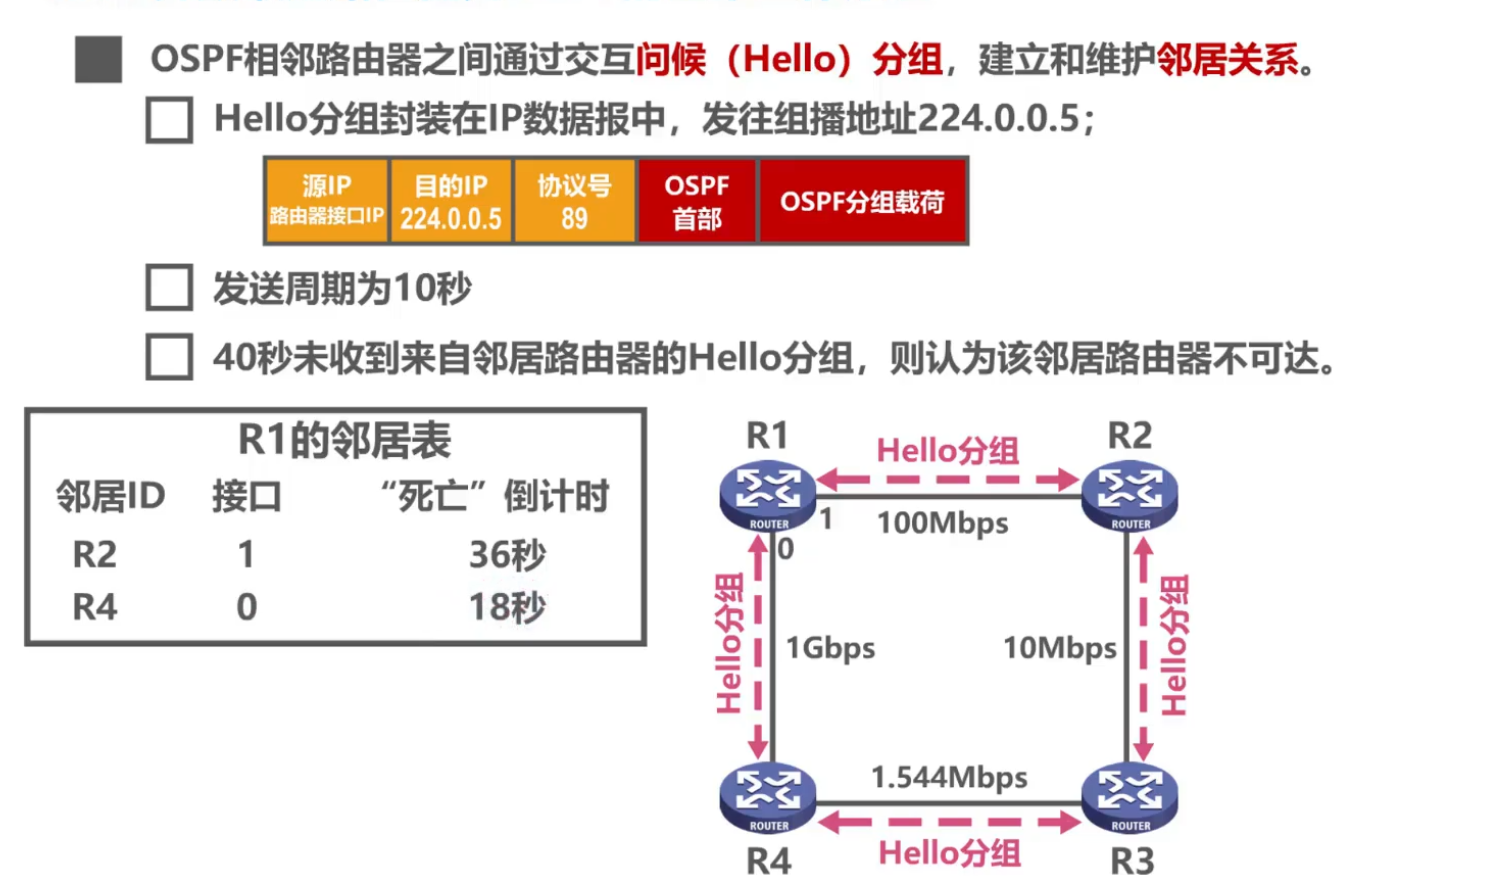 OSPF相邻路由器之间通过交互问候（Hello）分组，建立和维护邻居关系。
Hello分组封装在IP数据报中，发往组播地址224.0.0.5；
源IP 路由器接口IP
目的IP 224.0.0.5
协议号 89
OSPF 首部
OSPF分组载荷
发送周期为10秒
40秒未收到来自邻居路由器的Hello分组，则认为该邻居路由器不可达。
R1的邻居表
邻居ID 接口 “死亡”倒计时
R2 1 36秒
R4 0 18秒
R1
Hello分组
R2
ROUTER
1
100Mbps
ROUTER
0
Hello分组
1Gbps
10Mbps
Hello分组
1.544Mbps
ROUTER
ROUTER
R4
Hello分组
R3